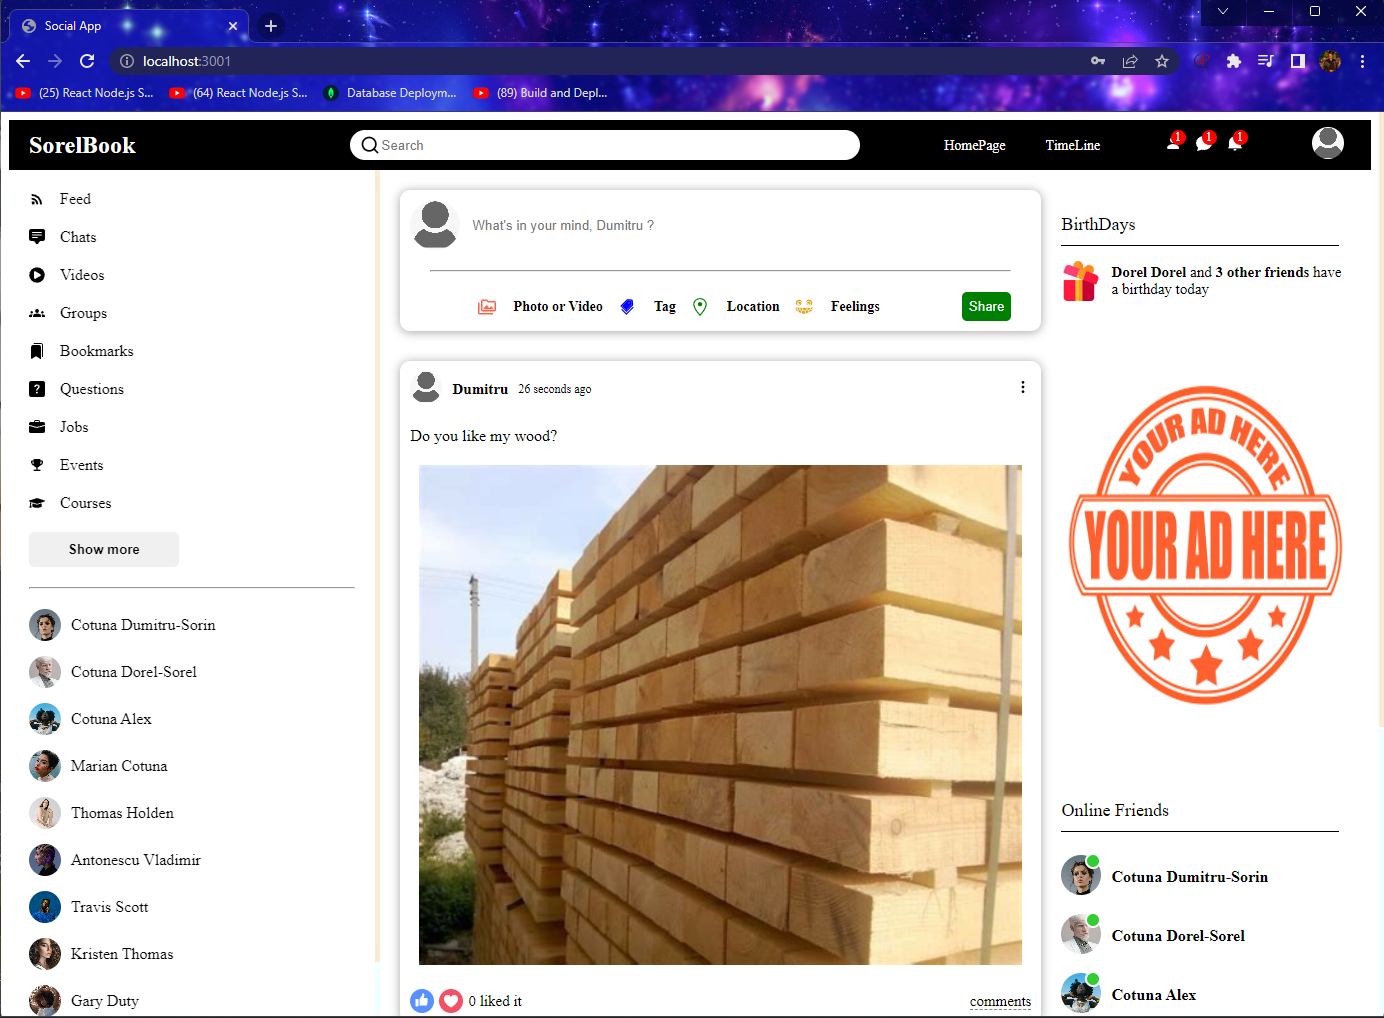 Social App
localhost:3001
(25) React Node.js S...
(64) React Node.js S...
Database Deploym...
(89) Build and Depl...
SorelBook
Search
HomePage
TimeLine
1
1
1
Feed
Chats
Videos
Groups
Bookmarks
Questions
Jobs
Events
Courses
Show more
Cotuna Dumitru-Sorin
Cotuna Dorel-Sorel
Cotuna Alex
Marian Cotuna
Thomas Holden
Antonescu Vladimir
Travis Scott
Kristen Thomas
Gary Duty
What's in your mind, Dumitru ?
Photo or Video
Tag
Location
Feelings
Share
Dumitru 26 seconds ago
Do you like my wood?
0 liked it
comments
BirthDays
Dorel Dorel and 3 other friends have
a birthday today
YOUR AD HERE
YOUR AD HERE
Online Friends
Cotuna Dumitru-Sorin
Cotuna Dorel-Sorel
Cotuna Alex